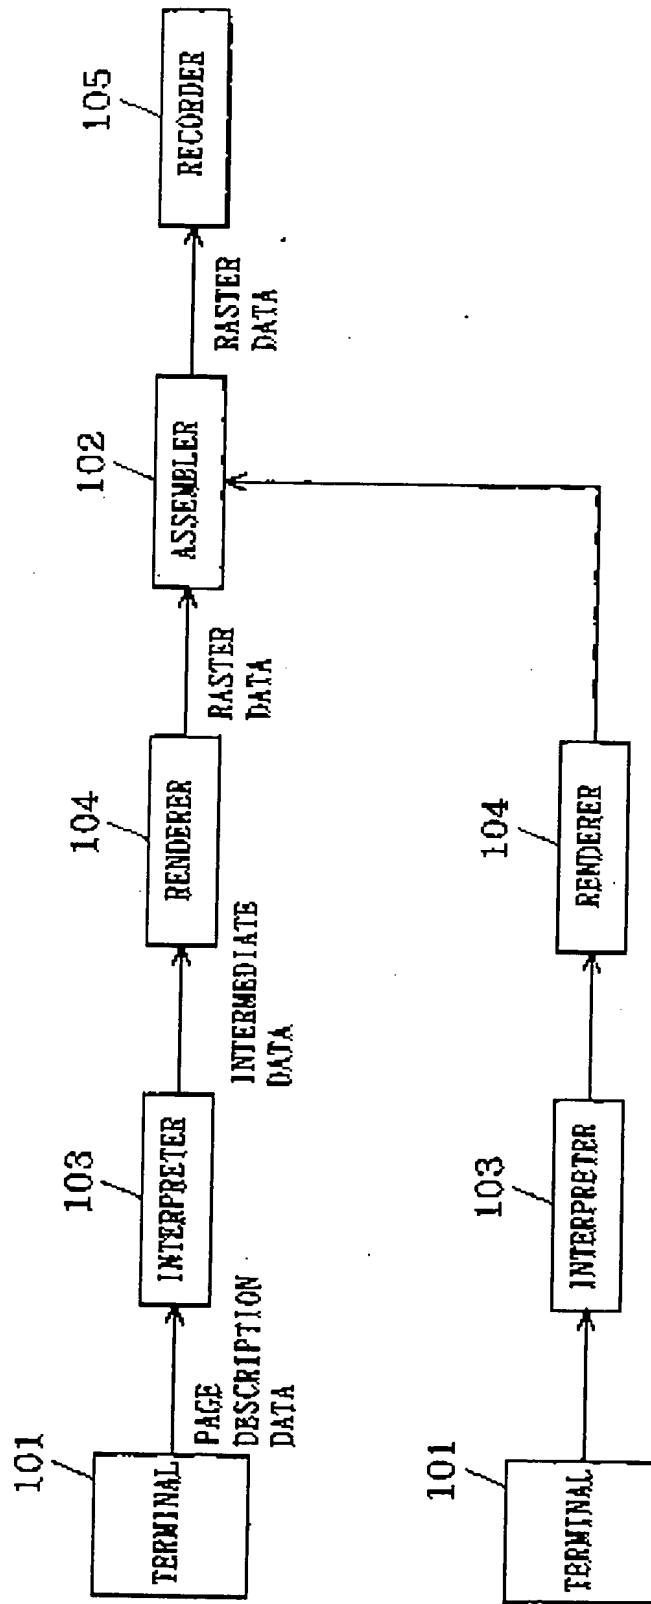 101
TERMINAL
PAGE
DESCRIPTION
DATA
103
INTERPRETER
INTERMEDIATE
DATA
104
RENDERER
RASTER
DATA
102
ASSEMBLER
RASTER
DATA
105
RECORDER
101
TERMINAL
103
INTERPRETER
104
RENDERER